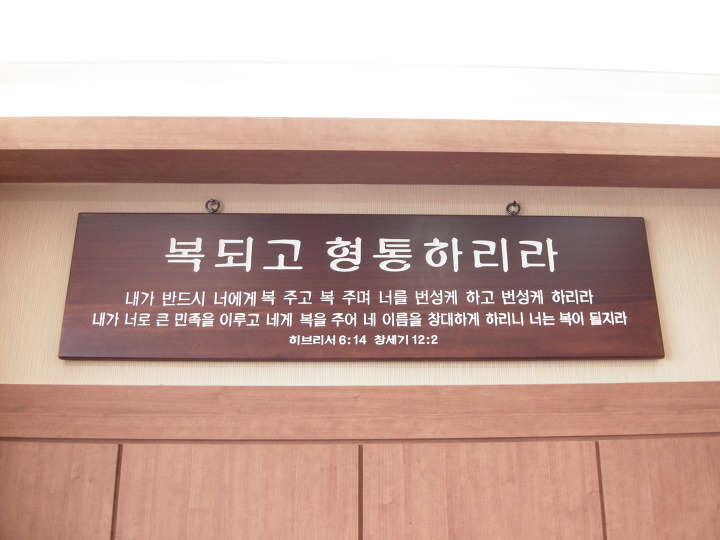 복되고 형통하리라
내가 반드시 너에게 복 주고 복 주며 너를 번성케 하고 번성케 하리라
내가 너로 큰 민족을 이루고 네게 복을 주어 네 이름을 창대하게 하리니 너는 복이 될지라
히브리서 6:14 창세기 12:2